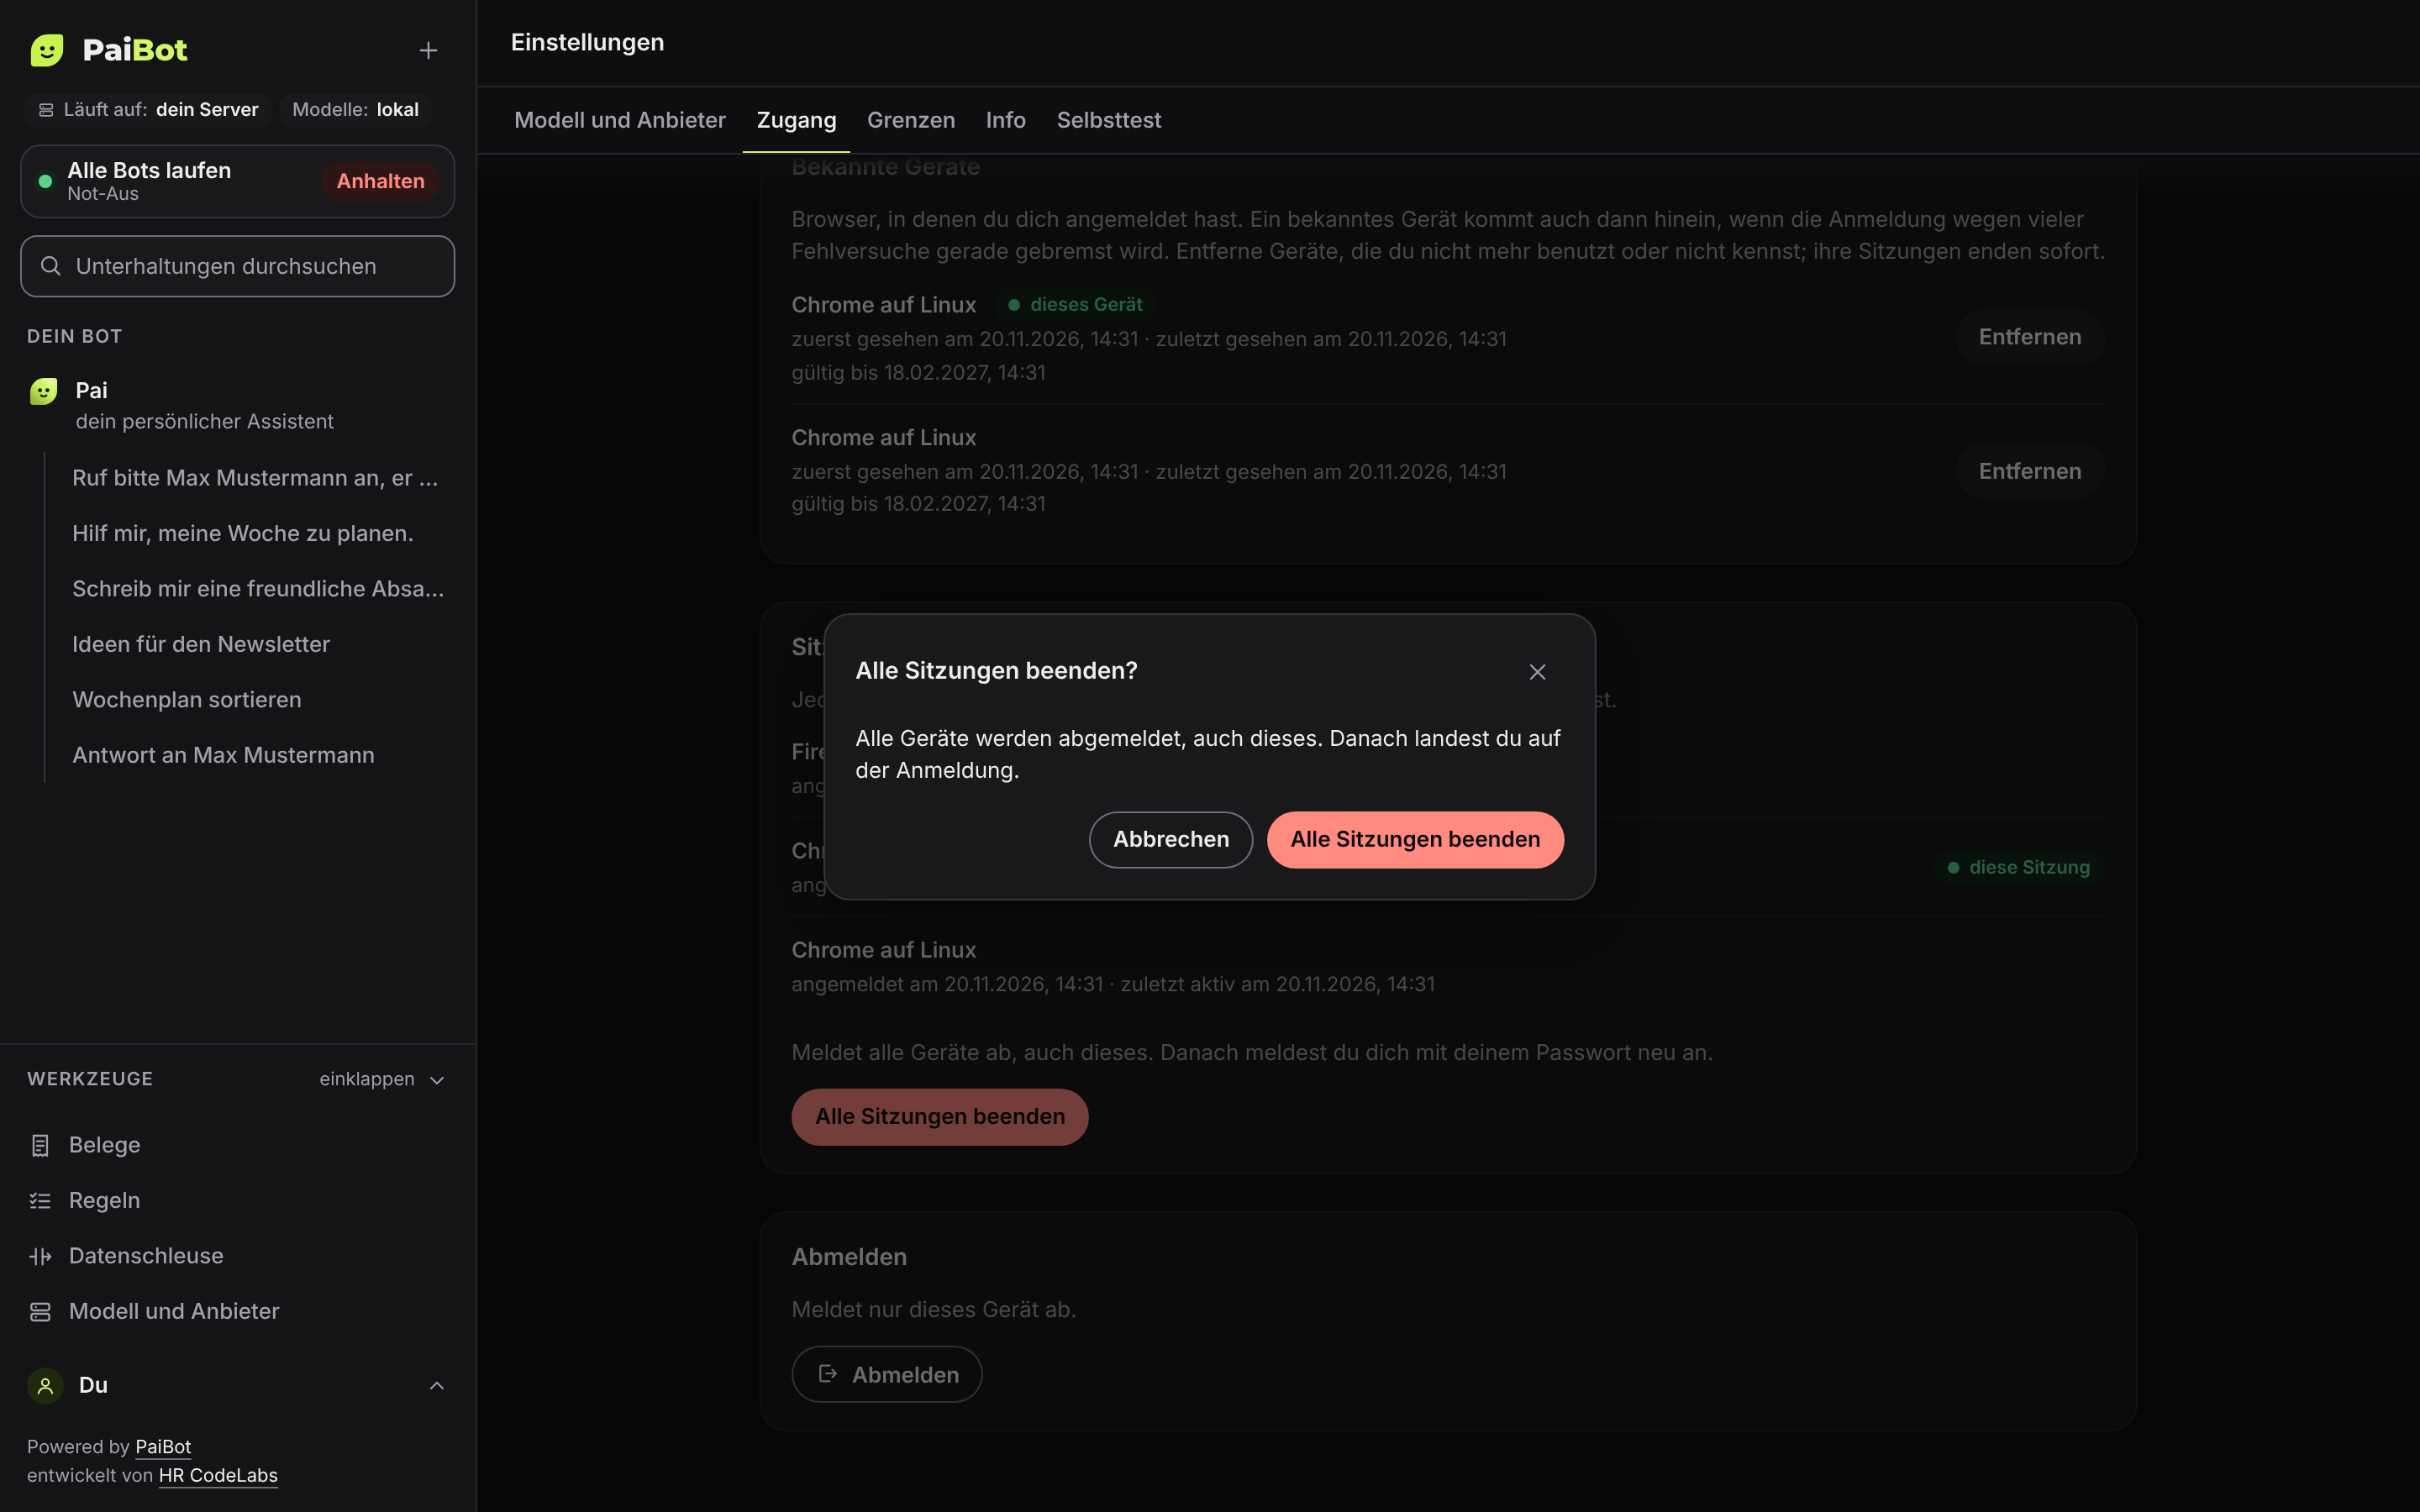 PaiBot
Läuft auf: dein Server
Modelle: lokal
Alle Bots laufen
Not-Aus
Anhalten
Unterhaltungen durchsuchen
DEIN BOT
Pai
dein persönlicher Assistent
Ruf bitte Max Mustermann an, er ...
Hilf mir, meine Woche zu planen.
Schreib mir eine freundliche Absa...
Ideen für den Newsletter
Wochenplan sortieren
Antwort an Max Mustermann
WERKZEUGE
einklappen
Belege
Regeln
Datenschleuse
Modell und Anbieter
Du
Powered by PaiBot
entwickelt von HR CodeLabs
Einstellungen
Modell und Anbieter
Zugang
Grenzen
Info
Selbsttest
Bekannte Geräte
Browser, in denen du dich angemeldet hast. Ein bekanntes Gerät kommt auch dann hinein, wenn die Anmeldung wegen vieler
Fehlversuche gerade gebremst wird. Entferne Geräte, die du nicht mehr benutzt oder nicht kennst; ihre Sitzungen enden sofort.
Chrome auf Linux
dieses Gerät
zuerst gesehen am 20.11.2026, 14:31 · zuletzt gesehen am 20.11.2026, 14:31
gültig bis 18.02.2027, 14:31
Entfernen
Chrome auf Linux
zuerst gesehen am 20.11.2026, 14:31 · zuletzt gesehen am 20.11.2026, 14:31
gültig bis 18.02.2027, 14:31
Entfernen
Alle Sitzungen beenden?
Alle Geräte werden abgemeldet, auch dieses. Danach landest du auf
der Anmeldung.
Abbrechen
Alle Sitzungen beenden
diese Sitzung
Chrome auf Linux
angemeldet am 20.11.2026, 14:31 · zuletzt aktiv am 20.11.2026, 14:31
Meldet alle Geräte ab, auch dieses. Danach meldest du dich mit deinem Passwort neu an.
Alle Sitzungen beenden
Abmelden
Meldet nur dieses Gerät ab.
Abmelden